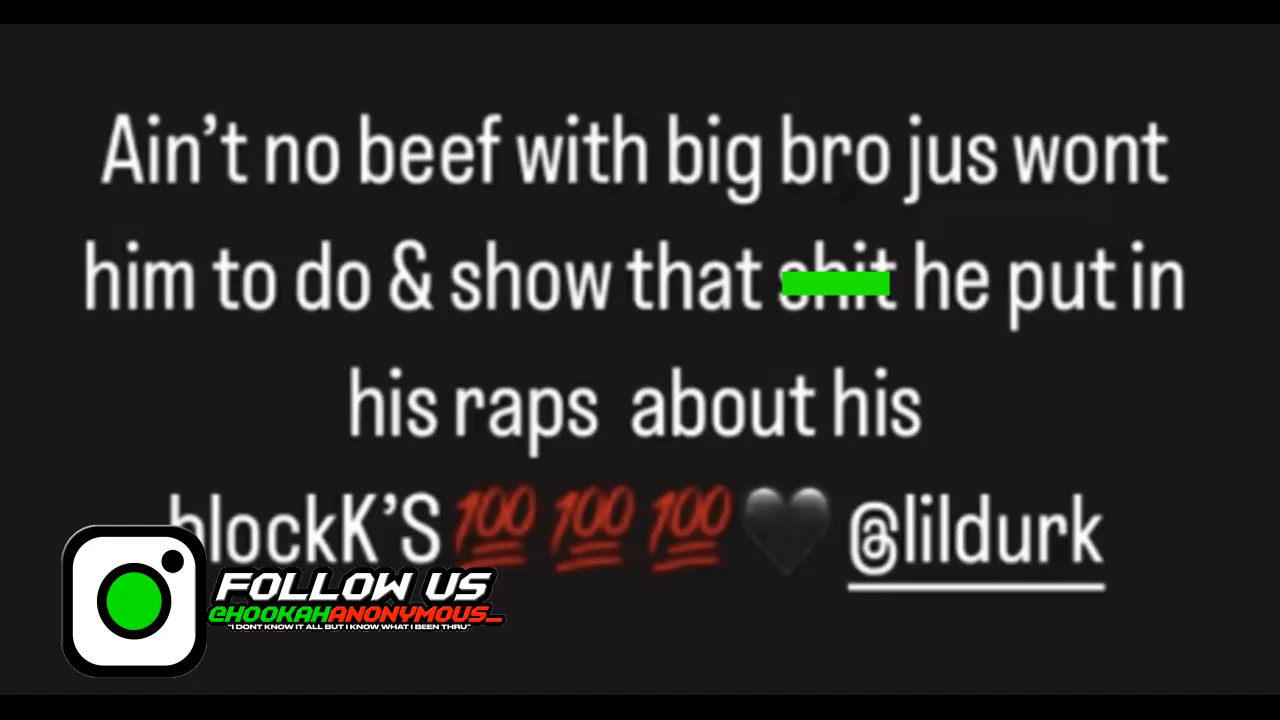 Ain't no beef with big bro jus wont
him to do & show that shit he put in
his raps about his
blockK'S💯💯💯🖤 @lildurk
FOLLOW US
@HOOKAHANONYMOUS_
"I DONT KNOW IT ALL BUT I KNOW WHAT I BEEN THRU"